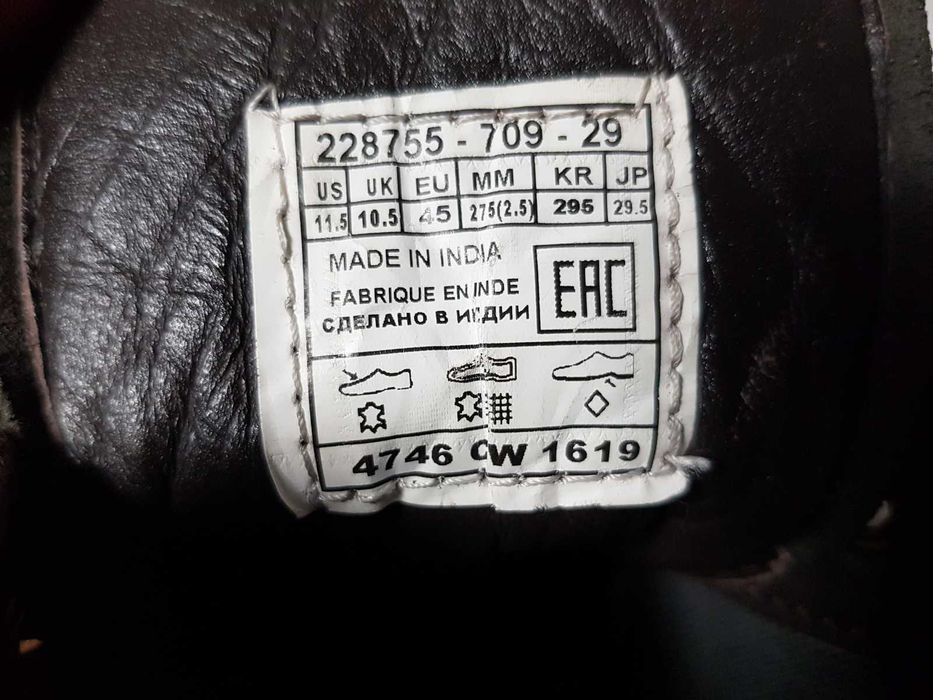 228755 - 709 - 29
US UK EU MM KR JP
11.5 10.5 45 275(2.5) 295 29.5
MADE IN INDIA
FABRIQUE EN INDE
СДЕЛАНО В ИНДИИ
EAC
4746 CW 1619